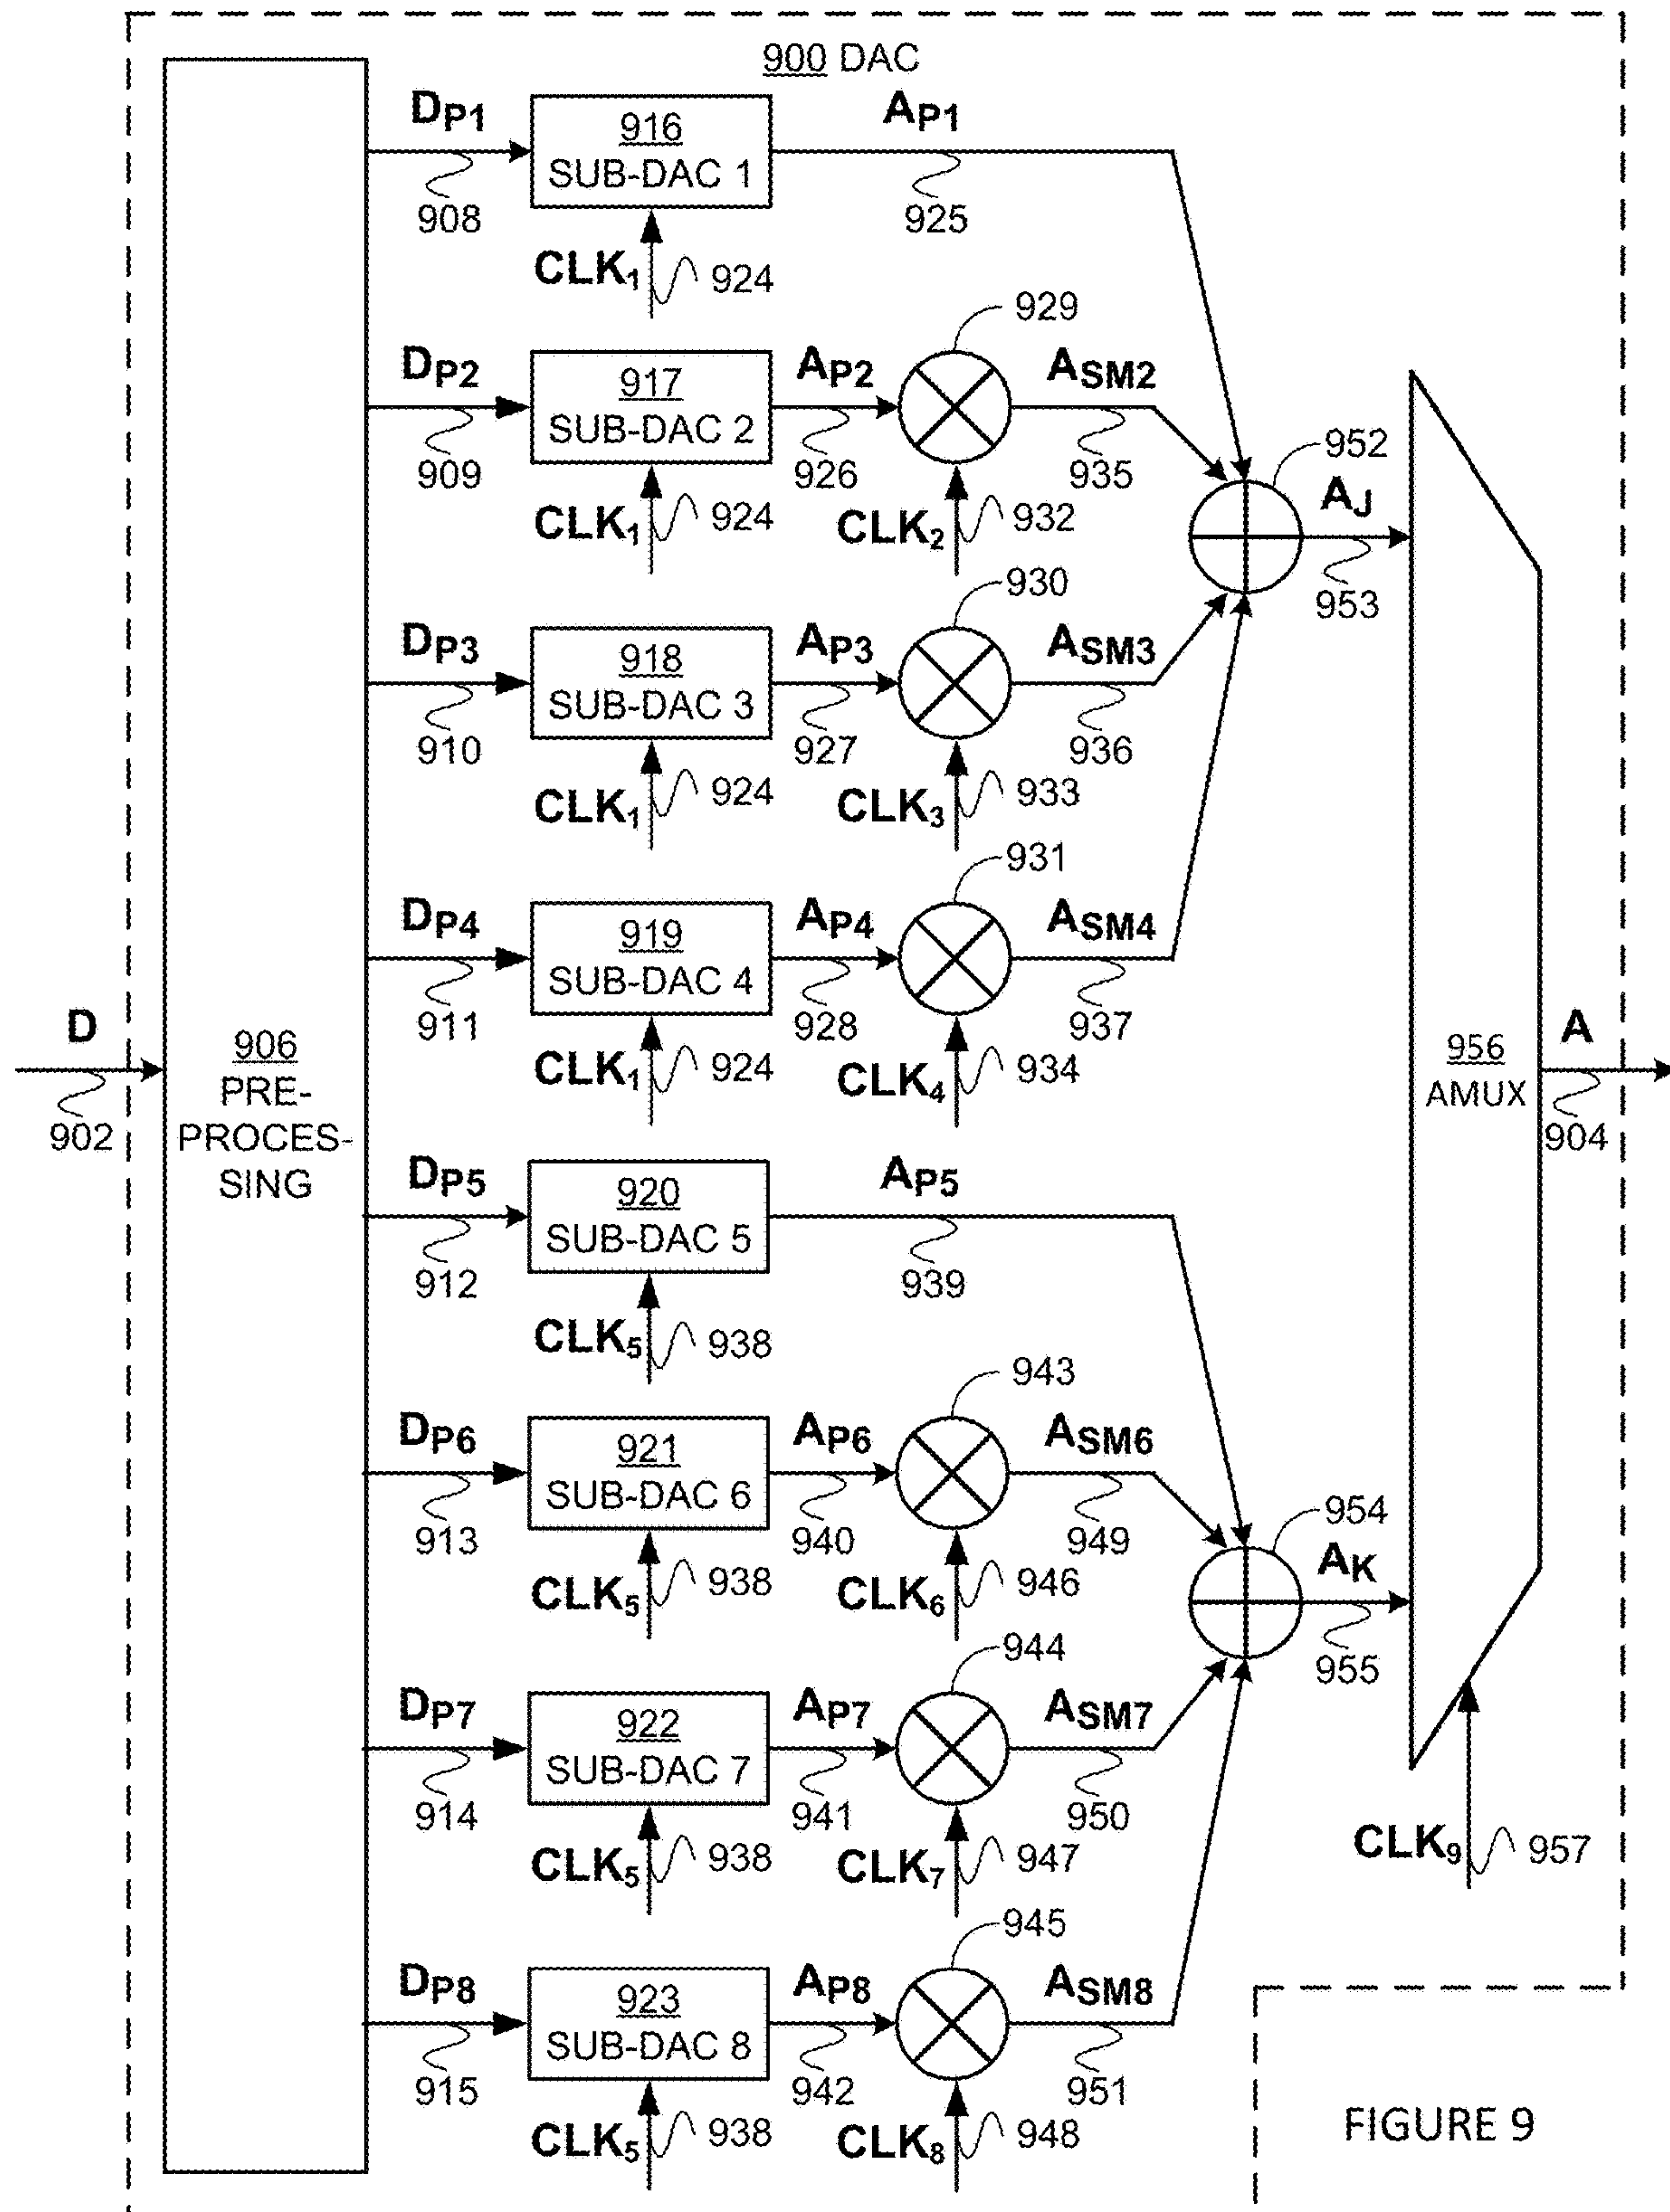 900 DAC
DP1
916
SUB-DAC 1
AP1
908
925
CLK1
924
929
DP2
917
SUB-DAC 2
AP2
ASM2
909
926
935
952
CLK1
924
CLK2
932
AJ
953
930
DP3
918
SUB-DAC 3
AP3
ASM3
910
927
936
CLK1
924
CLK3
933
931
DP4
919
SUB-DAC 4
AP4
ASM4
911
928
937
D
902
906
PRE-
PROCES-
SING
CLK1
924
CLK4
934
956
AMUX
A
904
DP5
920
SUB-DAC 5
AP5
912
939
CLK5
938
943
DP6
921
SUB-DAC 6
AP6
ASM6
913
940
949
954
CLK5
938
CLK6
946
AK
955
944
DP7
922
SUB-DAC 7
AP7
ASM7
914
941
950
CLK5
938
CLK7
947
CLK9
957
945
DP8
923
SUB-DAC 8
AP8
ASM8
915
942
951
CLK5
938
CLK8
948
FIGURE 9